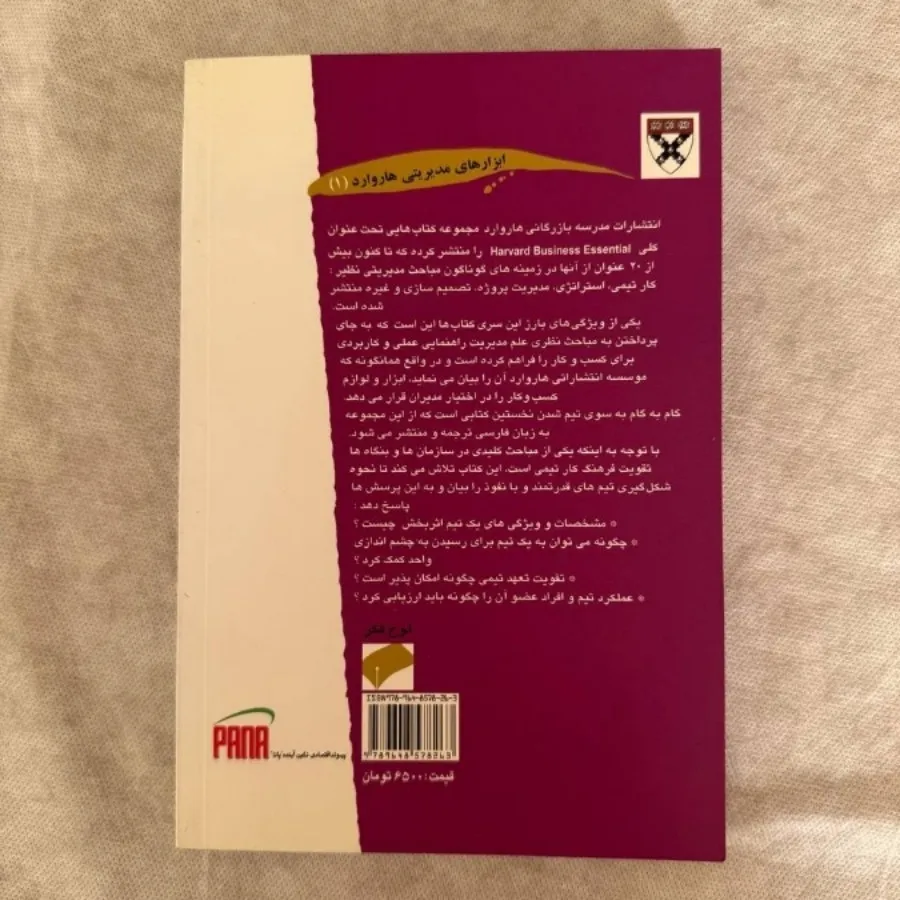 ابزارهای مدیریتی هاروارد (۱)
انتشارات مدرسه بازرگانی هاروارد مجموعه کتاب‌هایی تحت عنوان
کلی Harvard Business Essential را منتشر کرده که تا کنون بیش
از ۲۰ عنوان از آنها در زمینه های گوناگون مباحث مدیریتی نظیر :
کار تیمی، استراتژی، مدیریت پروژه، تصمیم سازی و غیره منتشر
شده است.
یکی از ویژگی‌های بارز این سری کتاب‌ها این است که به جای
پرداختن به مباحث نظری علم مدیریت راهنمایی عملی و کاربردی
برای کسب و کار را فراهم کرده است و در واقع همانگونه که
موسسه انتشاراتی هاروارد آن را بیان می نماید، ابزار و لوازم
کسب‌وکار را در اختیار مدیران قرار می دهد.
گام به گام به سوی تیم شدن نخستین کتابی است که از این مجموعه
به زبان فارسی ترجمه و منتشر می شود.
با توجه به اینکه یکی از مباحث کلیدی در سازمان ها و بنگاه ها
تقویت فرهنگ کار تیمی است، این کتاب تلاش می کند تا نحوه
شکل‌گیری تیم های قدرتمند و با نفوذ را بیان و به این پرسش ها
پاسخ دهد :
* مشخصات و ویژگی های یک تیم اثربخش چیست ؟
* چگونه می توان به یک تیم برای رسیدن به چشم اندازی
واحد کمک کرد ؟
* تقویت تعهد تیمی چگونه امکان پذیر است ؟
* عملکرد تیم و افراد عضو آن را چگونه باید ارزیابی کرد ؟
لوح فکر
ISBN978-964-8578-26-3
9 789648 578263
قیمت: ۶۵۰۰ تومان
PANA